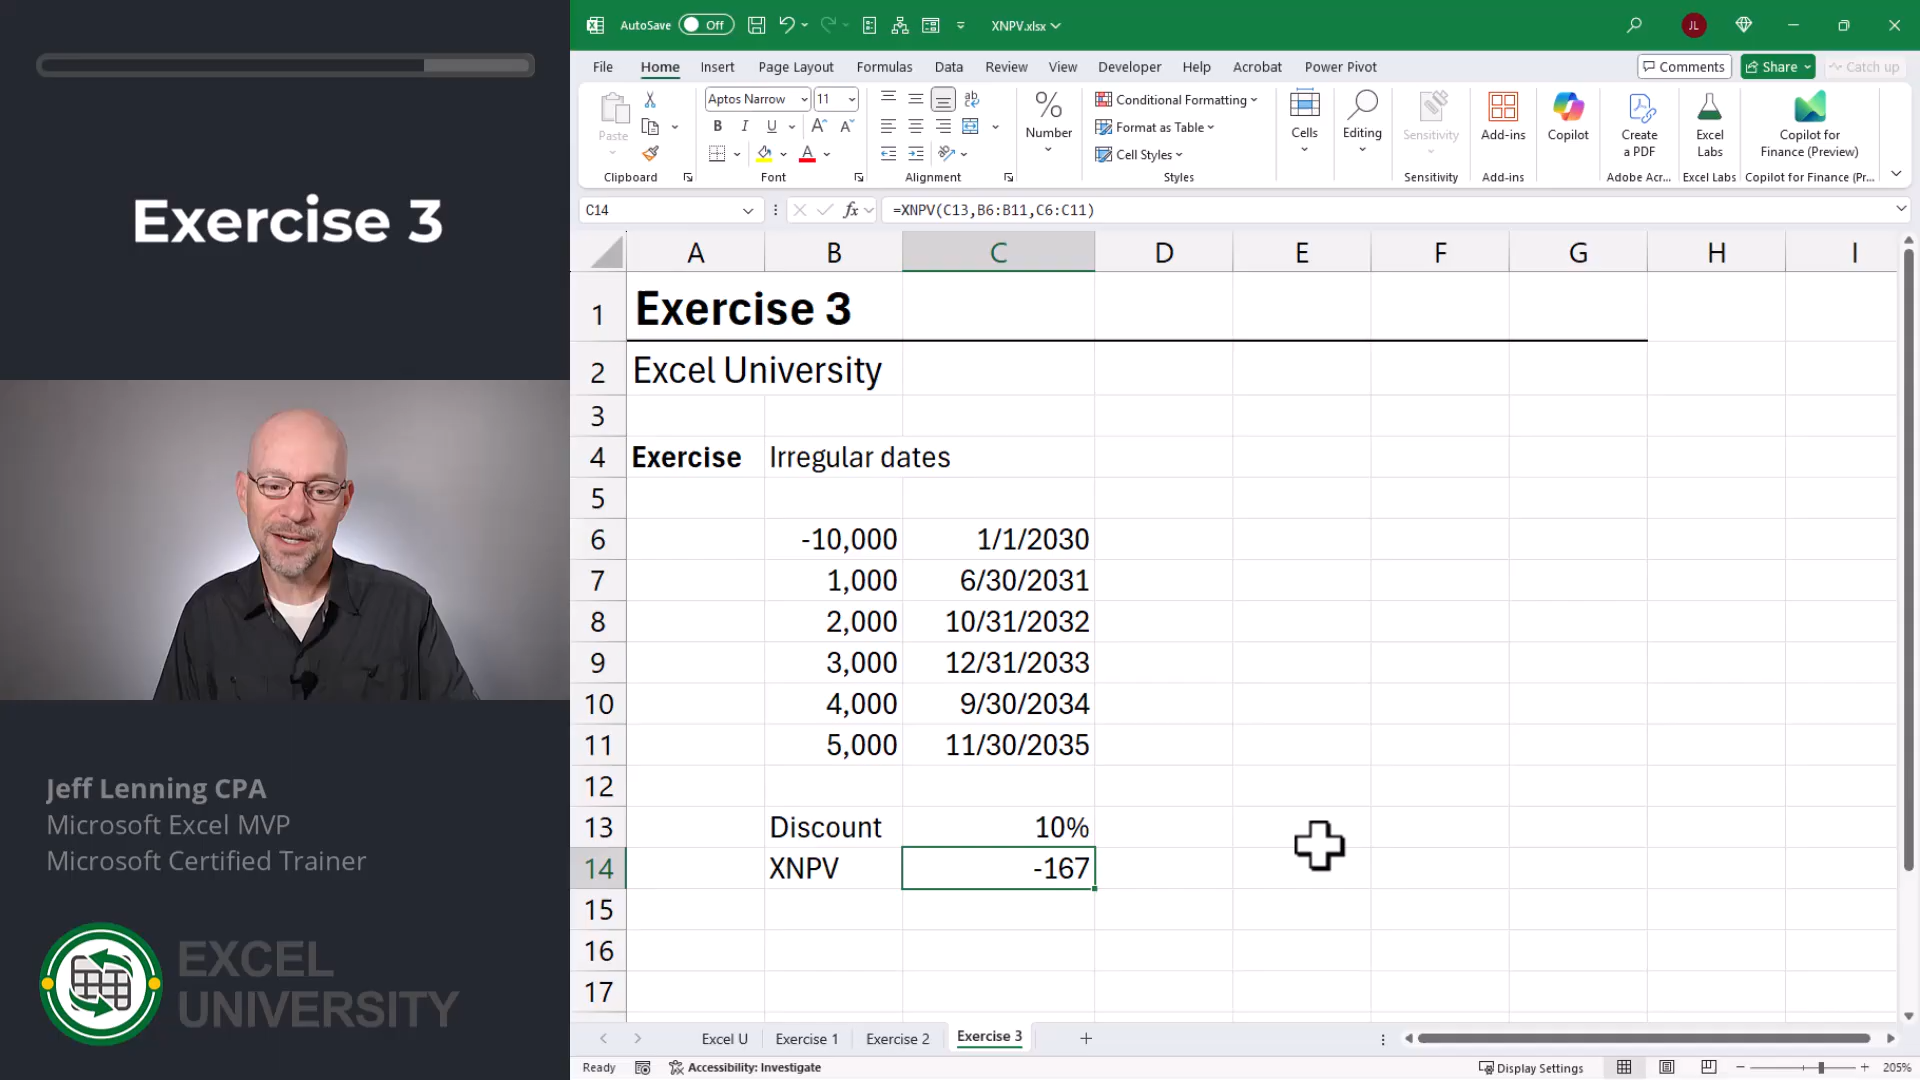 Exercise 3
Jeff Lenning CPA
Microsoft Excel MVP
Microsoft Certified Trainer
EXCEL
UNIVERSITY
AutoSave Off XNPV.xlsx JL
File Home Insert Page Layout Formulas Data Review View Developer Help Acrobat Power Pivot Comments Share Catch up
Paste Aptos Narrow 11 Number Conditional Formatting Format as Table Cell Styles Cells Editing Sensitivity Add-ins Copilot Create a PDF Excel Labs Copilot for Finance (Preview)
Clipboard Font Alignment Styles Sensitivity Add-ins Adobe Acr... Excel Labs Copilot for Finance (Pr...
C14 fx =XNPV(C13,B6:B11,C6:C11)
A B C D E F G H I
1 Exercise 3
2 Excel University
3
4 Exercise Irregular dates
5
6 -10,000 1/1/2030
7 1,000 6/30/2031
8 2,000 10/31/2032
9 3,000 12/31/2033
10 4,000 9/30/2034
11 5,000 11/30/2035
12
13 Discount 10%
14 XNPV -167
15
16
17
Excel U Exercise 1 Exercise 2 Exercise 3
Ready Accessibility: Investigate Display Settings 205%